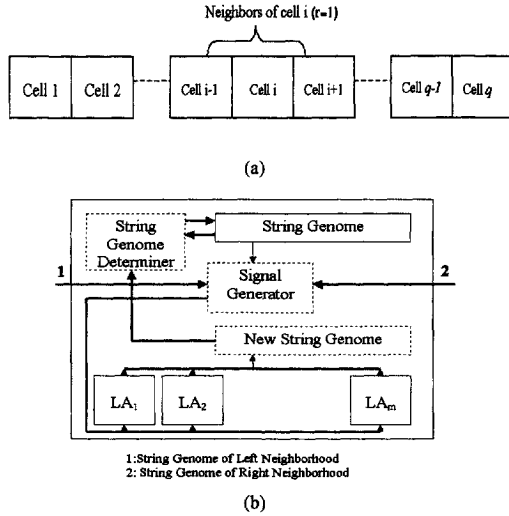 Neighbors of cell i (r=1)
Cell 1 Cell 2 Cell i-1 Cell i Cell i+1 Cell q-1 Cell q
(a)
String Genome Determiner
String Genome
1
Signal Generator
2
New String Genome
LA1 LA2 LAm
1:String Genome of Left Neighborhood
2: String Genome of Right Neighborhood
(b)